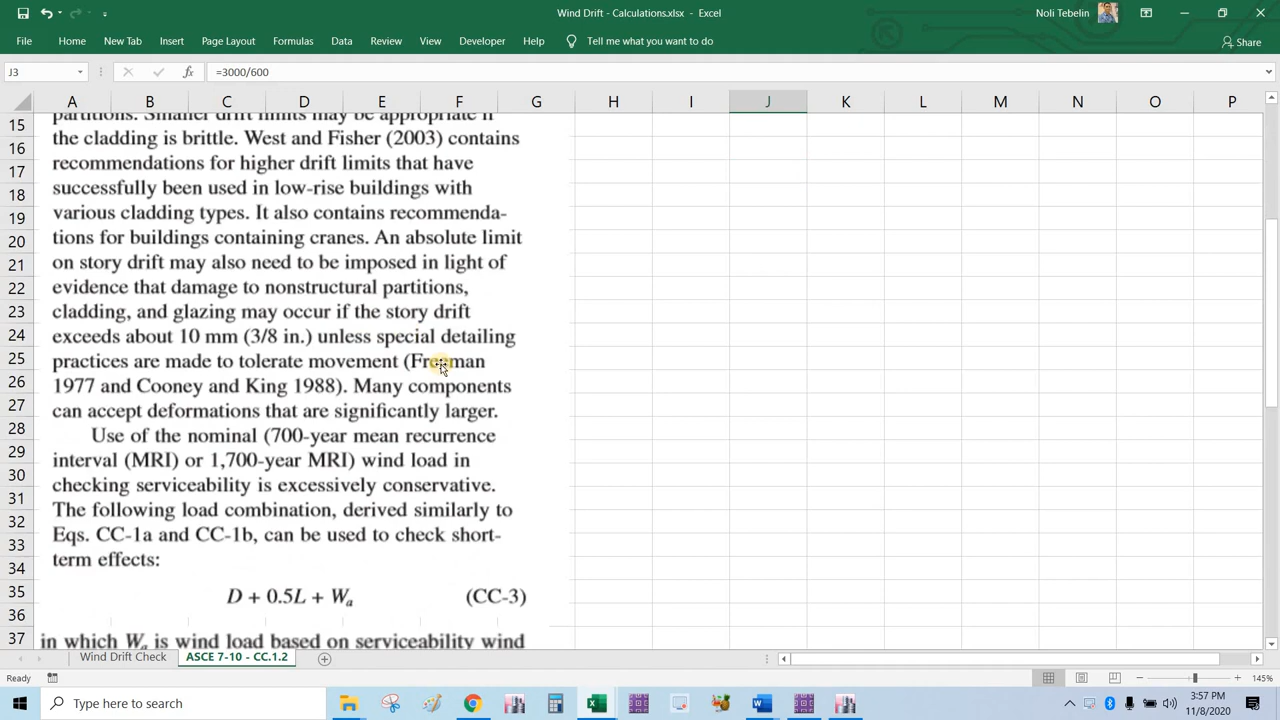 Wind Drift - Calculations.xlsx - Excel
Noli Tebelin
File Home New Tab Insert Page Layout Formulas Data Review View Developer Help Tell me what you want to do Share
J3 fx =3000/600
A B C D E F G H I J K L M N O P
15 partitions. Smaller drift limits may be appropriate if
16 the cladding is brittle. West and Fisher (2003) contains
17 recommendations for higher drift limits that have
18 successfully been used in low-rise buildings with
19 various cladding types. It also contains recommenda-
20 tions for buildings containing cranes. An absolute limit
21 on story drift may also need to be imposed in light of
22 evidence that damage to nonstructural partitions,
23 cladding, and glazing may occur if the story drift
24 exceeds about 10 mm (3/8 in.) unless special detailing
25 practices are made to tolerate movement (Freeman
26 1977 and Cooney and King 1988). Many components
27 can accept deformations that are significantly larger.
28 Use of the nominal (700-year mean recurrence
29 interval (MRI) or 1,700-year MRI) wind load in
30 checking serviceability is excessively conservative.
31 The following load combination, derived similarly to
32 Eqs. CC-1a and CC-1b, can be used to check short-
33 term effects:
34
35 D + 0.5L + Wa (CC-3)
36
37 in which Wa is wind load based on serviceability wind
Wind Drift Check ASCE 7-10 - CC.1.2
Ready 145%
Type here to search
3:57 PM
11/8/2020